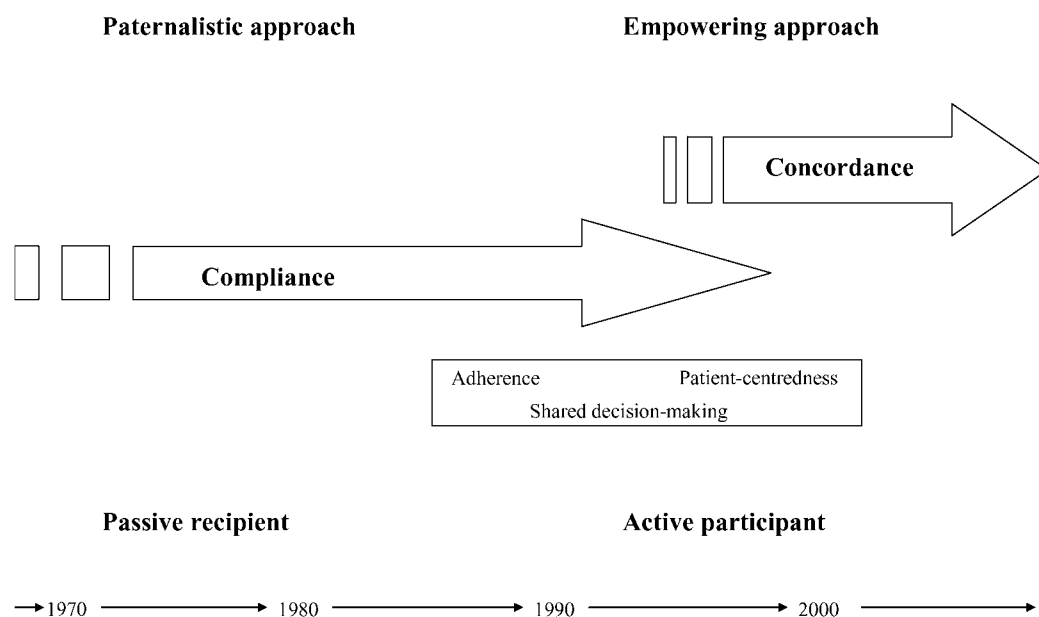 Paternalistic approach
Empowering approach
Concordance
Compliance
Adherence
Patient-centredness
Shared decision-making
Passive recipient
Active participant
1970
1980
1990
2000